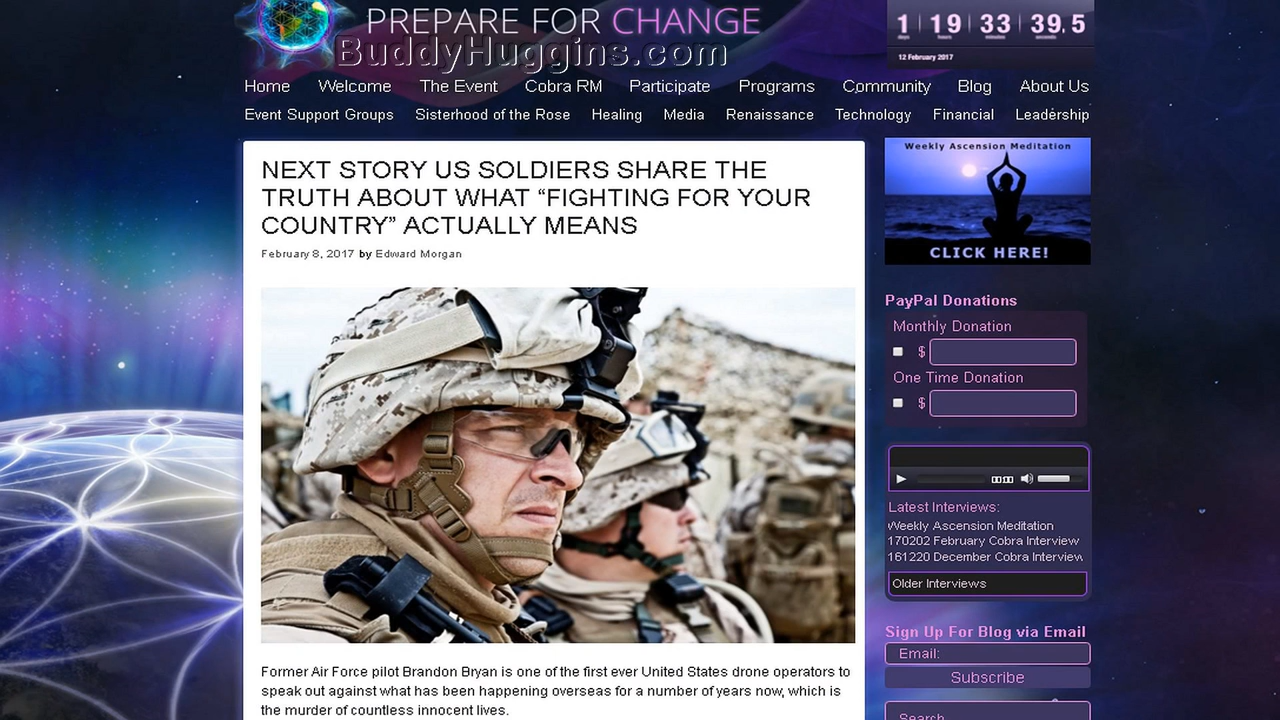 PREPARE FOR CHANGE
BuddyHuggins.com
1 19 33 39.5
days hours minutes seconds
12 February 2017
Home Welcome The Event Cobra RM Participate Programs Community Blog About Us
Event Support Groups Sisterhood of the Rose Healing Media Renaissance Technology Financial Leadership
NEXT STORY US SOLDIERS SHARE THE
TRUTH ABOUT WHAT “FIGHTING FOR YOUR
COUNTRY” ACTUALLY MEANS
February 8, 2017 by Edward Morgan
Former Air Force pilot Brandon Bryan is one of the first ever United States drone operators to
speak out against what has been happening overseas for a number of years now, which is
the murder of countless innocent lives.
Weekly Ascension Meditation
CLICK HERE!
PayPal Donations
Monthly Donation
$
One Time Donation
$
00:00
Latest Interviews:
Weekly Ascension Meditation
170202 February Cobra Interview
161220 December Cobra Interview
Older Interviews
Sign Up For Blog via Email
Email:
Subscribe
Search